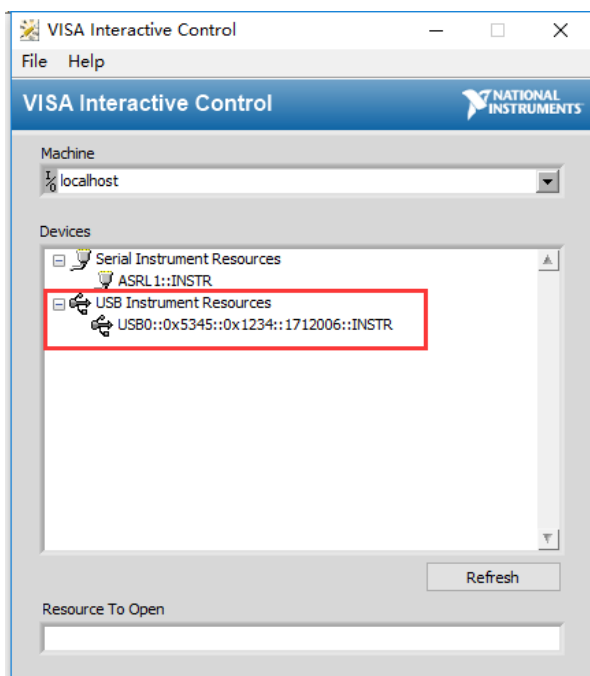 VISA Interactive Control
File Help
VISA Interactive Control
NATIONAL
INSTRUMENTS
Machine
localhost
Devices
Serial Instrument Resources
ASRL1::INSTR
USB Instrument Resources
USB0::0x5345::0x1234::1712006::INSTR
Refresh
Resource To Open